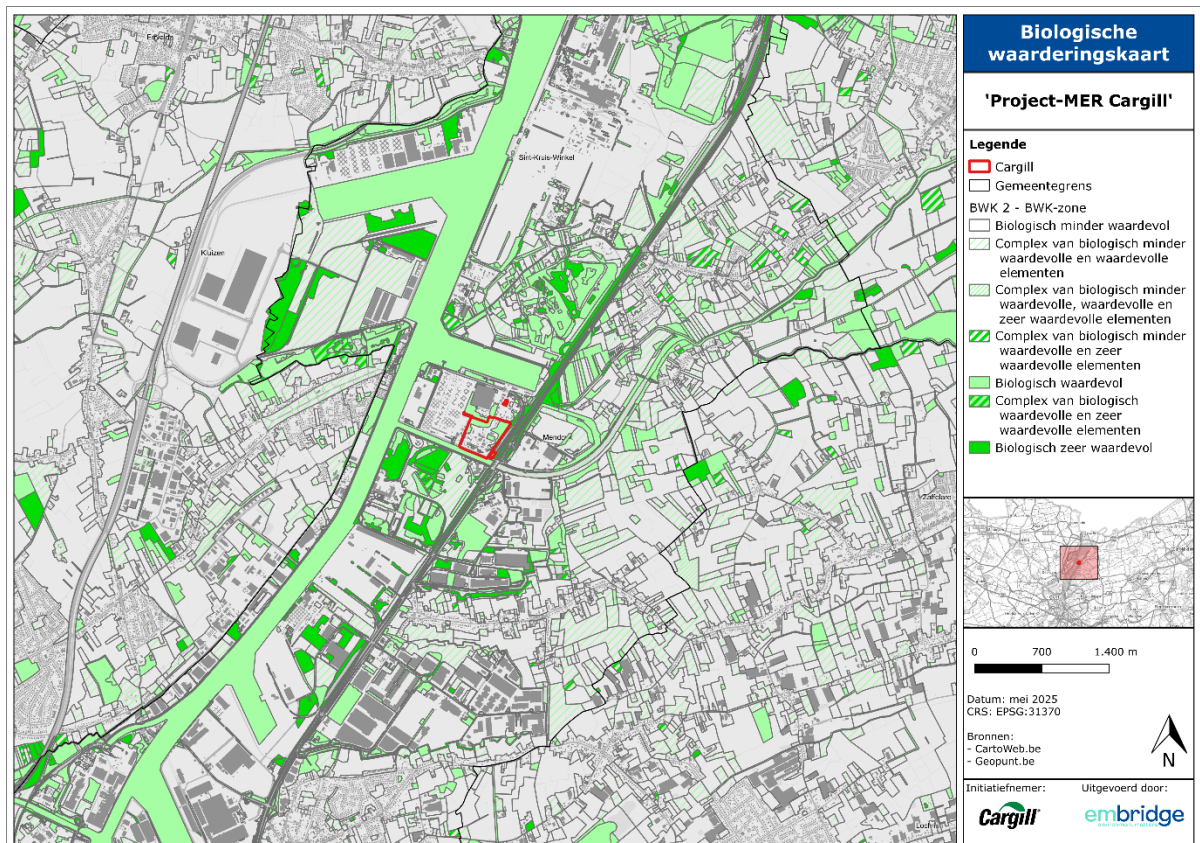 Ertvelde
Sint-Kruis-Winkel
Kluizen
Mendonk
Zaffelare
Biologische
waarderingskaart
'Project-MER Cargill'
Legende
Cargill
Gemeentegrens
BWK 2 - BWK-zone
Biologisch minder waardevol
Complex van biologisch minder
waardevolle en waardevolle
elementen
Complex van biologisch minder
waardevolle, waardevolle en
zeer waardevolle elementen
Complex van biologisch minder
waardevolle en zeer
waardevolle elementen
Biologisch waardevol
Complex van biologisch
waardevolle en zeer
waardevolle elementen
Biologisch zeer waardevol
0 700 1.400 m
Datum: mei 2025
CRS: EPSG:31370
Bronnen:
- CartoWeb.be
- Geopunt.be
N
Initiatiefnemer: Uitgevoerd door:
Cargill embridge